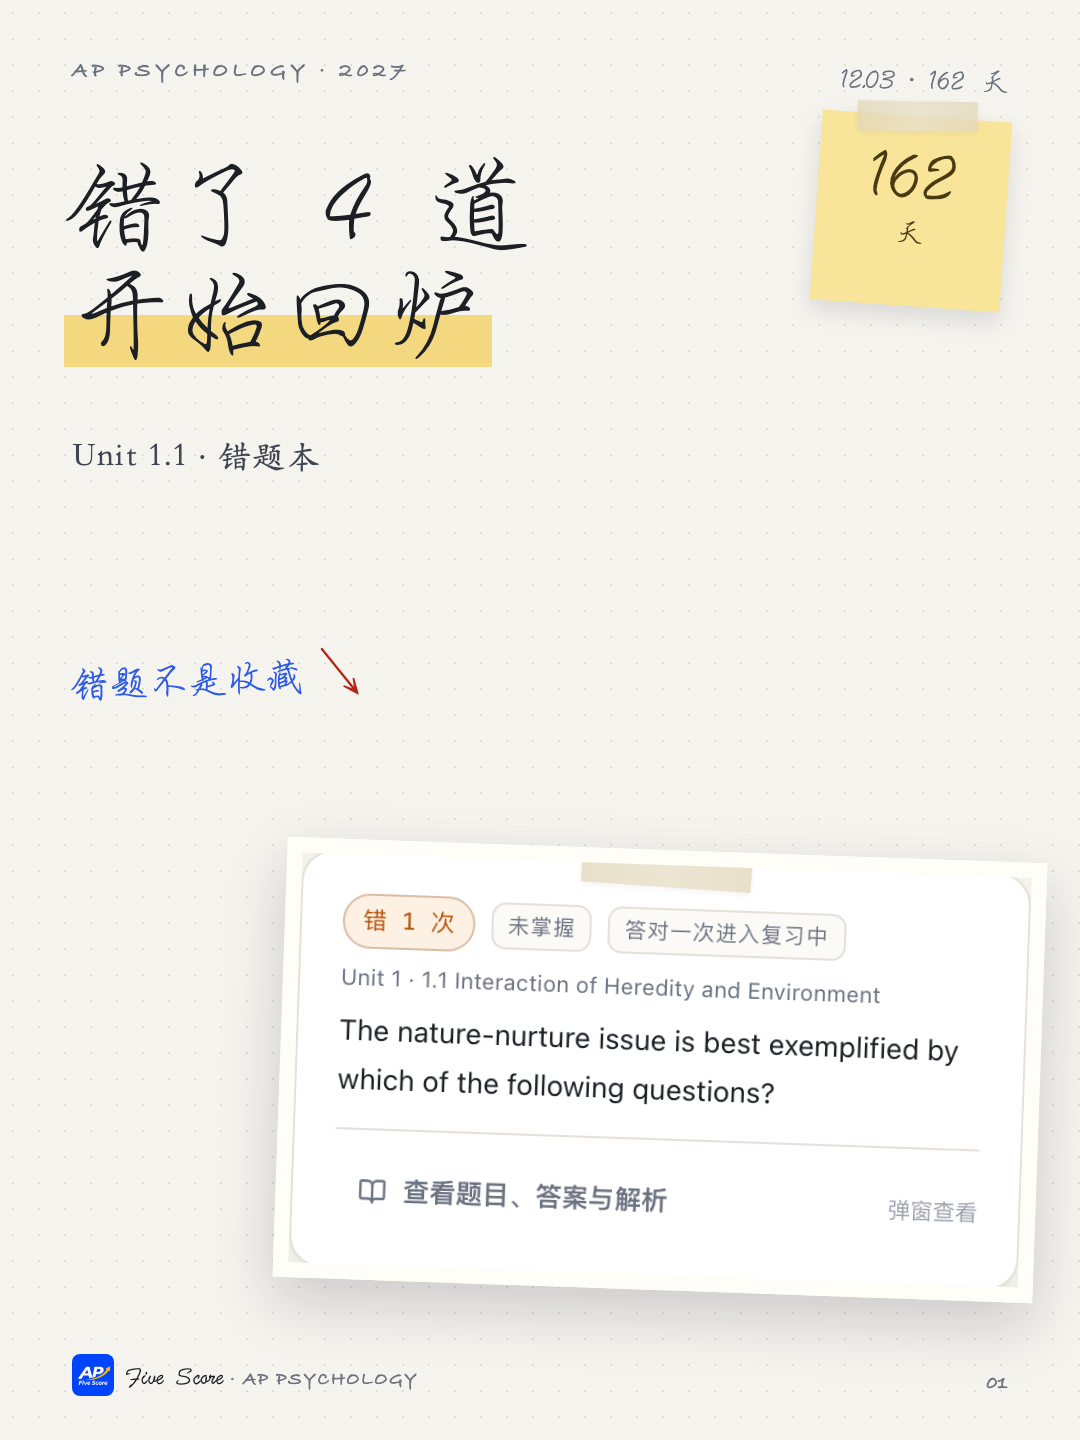 AP PSYCHOLOGY · 2027
12.03 · 162 天
162
天
错了 4 道
开始回炉
Unit 1.1 · 错题本
错题不是收藏
错 1 次
未掌握
答对一次进入复习中
Unit 1 · 1.1 Interaction of Heredity and Environment
The nature-nurture issue is best exemplified by
which of the following questions?
查看题目、答案与解析
弹窗查看
AP
Five Score
Five Score · AP PSYCHOLOGY
01